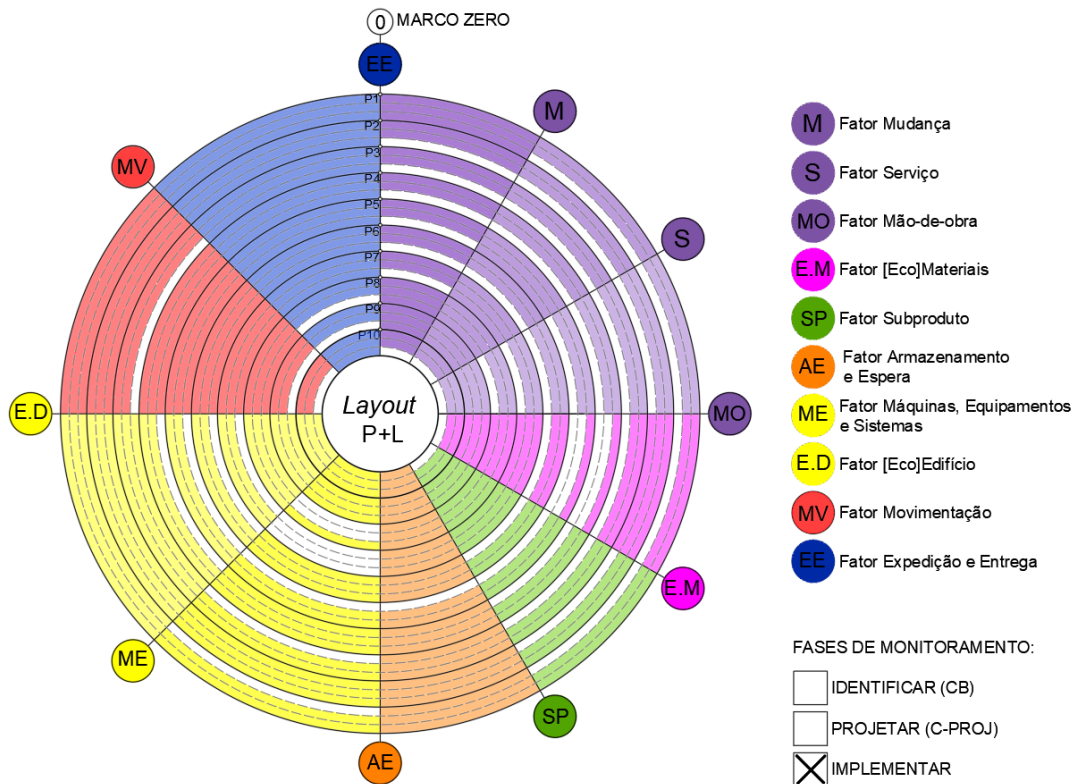 0 MARCO ZERO
EE
P1
P2
P3
P4
P5
P6
P7
P8
P9
P10
M
S
MO
E.M
SP
AE
ME
E.D
MV
Layout
P+L
M Fator Mudança
S Fator Serviço
MO Fator Mão-de-obra
E.M Fator [Eco]Materiais
SP Fator Subproduto
AE Fator Armazenamento
e Espera
ME Fator Máquinas, Equipamentos
e Sistemas
E.D Fator [Eco]Edifício
MV Fator Movimentação
EE Fator Expedição e Entrega
FASES DE MONITORAMENTO:
IDENTIFICAR (CB)
PROJETAR (C-PROJ)
IMPLEMENTAR